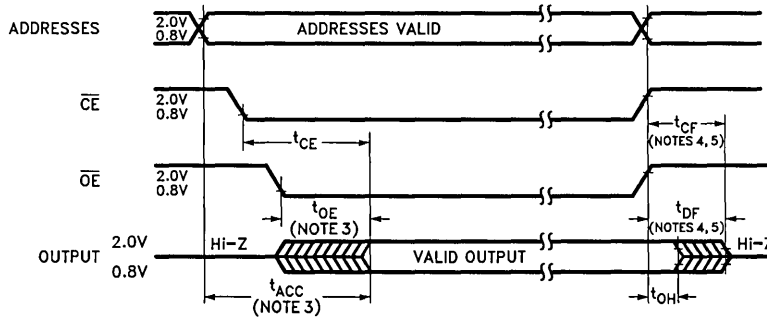 ADDRESSES 2.0V ADDRESSES VALID
0.8V
CE 2.0V
0.8V
tCE
tCF
(NOTES 4, 5)
OE 2.0V
0.8V
tOE
(NOTE 3)
tDF
(NOTES 4, 5)
OUTPUT 2.0V Hi-Z VALID OUTPUT Hi-Z
0.8V
tACC
(NOTE 3)
tOH